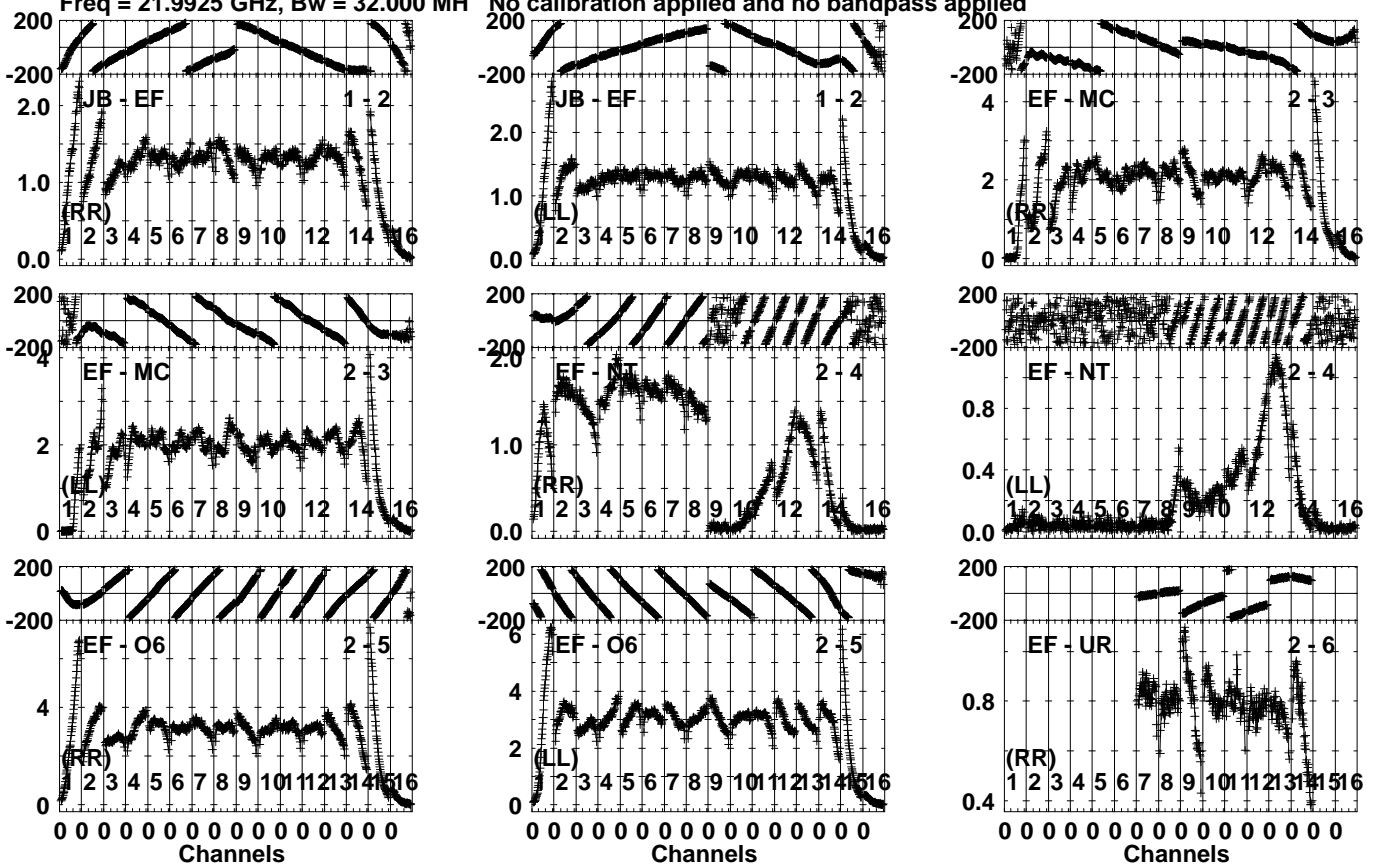 Freq = 21.9925 GHz, Bw = 32.000 MH No calibration applied and no bandpass applied
200
-200
JB - EF 1 - 2
2.0
1.0
0.0
(RR)
1 2 3 4 5 6 7 8 9 10 12 14 16
200
-200
JB - EF 1 - 2
2.0
1.0
0.0
(LL)
2 3 4 5 6 7 8 9 10 12 14 16
200
-200
EF - MC 2 - 3
4
2
0
(RR)
1 2 3 4 5 6 7 8 9 10 12 14 16
200
-200
EF - MC 2 - 3
4
2
0
(LL)
1 2 3 4 5 6 7 8 9 10 12 14 16
200
-200
EF - NT 2 - 4
2.0
1.0
0.0
(RR)
1 2 3 4 5 6 7 8 9 10 12 14 16
200
-200
EF - NT 2 - 4
0.8
0.4
0.0
(LL)
1 2 3 4 5 6 7 8 9 10 12 14 16
200
-200
EF - O6 2 - 5
4
0
(RR)
2 3 4 5 6 7 8 9 10 11 12 13 14 15 16
0 0 0 0 0 0 0 0 0 0 0 0 0 0 0 0
Channels
200
-200
EF - O6 2 - 5
6
4
2
0
(LL)
1 2 3 4 5 6 7 8 9 10 11 12 13 14 15 16
0 0 0 0 0 0 0 0 0 0 0 0 0 0 0 0
Channels
200
-200
EF - UR 2 - 6
0.8
0.4
(RR)
1 2 3 4 5 6 7 8 9 10 11 12 13 14 15 16
0 0 0 0 0 0 0 0 0 0 0 0 0 0 0 0
Channels